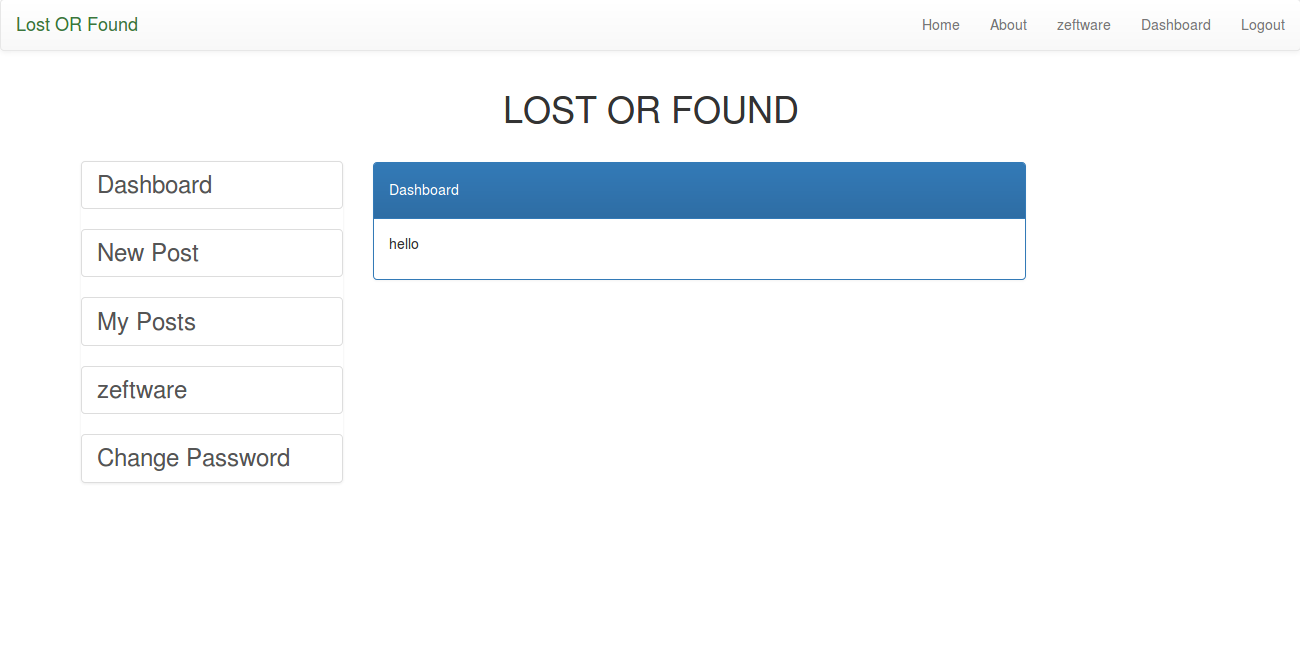 Lost OR Found
Home About zeftware Dashboard Logout
LOST OR FOUND
Dashboard
New Post
My Posts
zeftware
Change Password
Dashboard
hello